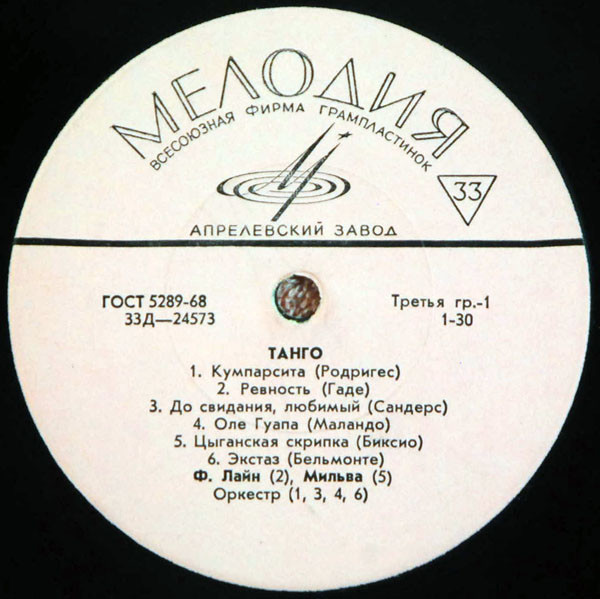 МЕЛОДИЯ
ВСЕСОЮЗНАЯ ФИРМА ГРАМПЛАСТИНОК
33
АПРЕЛЕВСКИЙ ЗАВОД
ГОСТ 5289-68
33Д—24573
Третья гр.-1
1-30
ТАНГО
1. Кумпарсита (Родригес)
2. Ревность (Гаде)
3. До свидания, любимый (Сандерс)
4. Оле Гуапа (Маландо)
5. Цыганская скрипка (Биксио)
6. Экстаз (Бельмонте)
Ф. Лайн (2), Мильва (5)
Оркестр (1, 3, 4, 6)